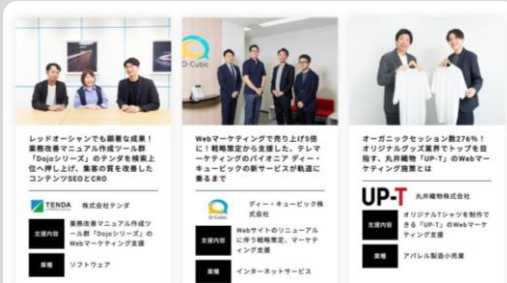 D-Cubic
レッドオーシャンでも顕著な成果！
業務改善マニュアル作成ツール群
「Dojoシリーズ」のテンダを検索上
位へ押し上げ、集客の質を改善した
コンテンツSEOとCRO
TENDA
株式会社テンダ
支援内容
業務改善マニュアル作成ツ
ール群「Dojoシリーズ」の
Webマーケティング支援
業種
ソフトウェア
Webマーケティングで売り上げ5倍
に！戦略策定から支援した、テレマ
ーケティングのパイオニア ディー・
キュービックの新サービスが軌道に
乗るまで
D-Cubic
ディー・キュービック株
式会社
支援内容
Webサイトのリニューアル
に伴う戦略策定、マーケテ
ィング支援
業種
インターネットサービス
オーガニックセッション数276%！
オリジナルグッズ業界でトップを目
指す、丸井織物「UP-T」のWebマー
ケティング施策とは
UP-T
丸井織物株式会社
支援内容
オリジナルTシャツを制作で
きる「UP-T」のWebマーケ
ティング支援
業種
アパレル製造小売業